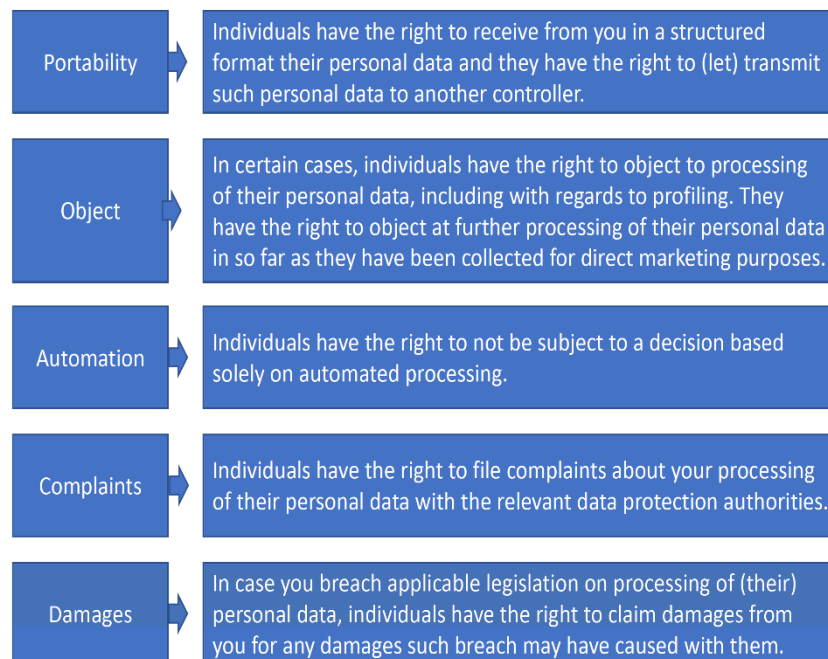 Portability
Individuals have the right to receive from you in a structured
format their personal data and they have the right to (let) transmit
such personal data to another controller.
Object
In certain cases, individuals have the right to object to processing
of their personal data, including with regards to profiling. They
have the right to object at further processing of their personal data
in so far as they have been collected for direct marketing purposes.
Automation
Individuals have the right to not be subject to a decision based
solely on automated processing.
Complaints
Individuals have the right to file complaints about your processing
of their personal data with the relevant data protection authorities.
Damages
In case you breach applicable legislation on processing of (their)
personal data, individuals have the right to claim damages from
you for any damages such breach may have caused with them.